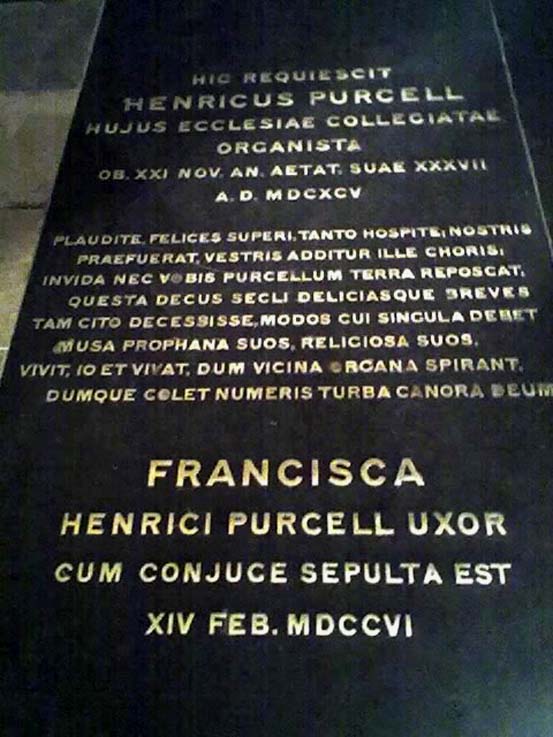 HIC REQUIESCIT
HENRICUS PURCELL
HUJUS ECCLESIAE COLLEGIATAE
ORGANISTA
OB. XXI NOV. AN. AETAT. SUAE XXXVII
A. D. MDCXCV
PLAUDITE, FELICES SUPERI, TANTO HOSPITE; NOSTRIS
PRAEFUERAT, VESTRIS ADDITUR ILLE CHORIS:
INVIDA NEC VOBIS PURCELLUM TERRA REPOSCAT,
QUESTA DECUS SECLI DELICIASQUE BREVES
TAM CITO DECESSISSE, MODOS CUI SINGULA DEBET
MUSA PROPHANA SUOS, RELIGIOSA SUOS.
VIVIT, IO ET VIVAT, DUM VICINA ORGANA SPIRANT,
DUMQUE COLET NUMERIS TURBA CANORA DEUM
FRANCISCA
HENRICI PURCELL UXOR
CUM CONJUGE SEPULTA EST
XIV FEB. MDCCVI